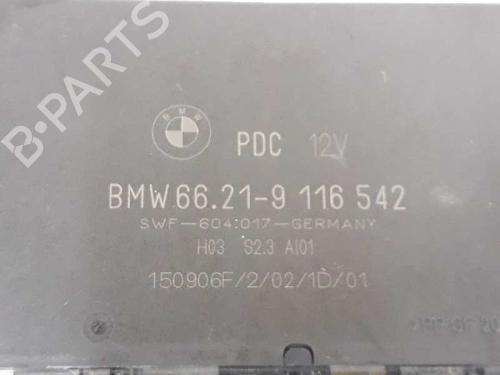 BMW
PDC 12V
BMW.66.21-9 116 542
SWF-604.017-GERMANY
H03 S2.3 AI01
150906F/2/02/1D/01
B-PARTS